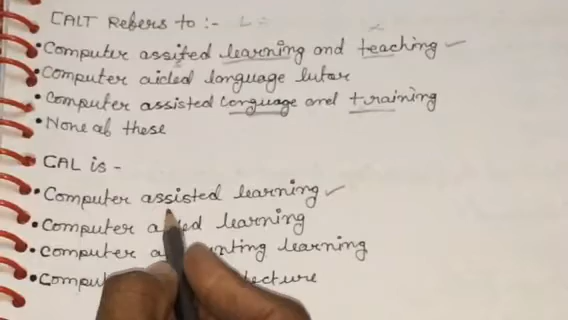 CALT Refers to :- L =
• Computer assited learning and teaching ✓
• Computer aided language tutor
• Computer assisted language and training
• None of these
CAL is -
• Computer assisted learning ✓
• Computer learning
• Computer learning
•